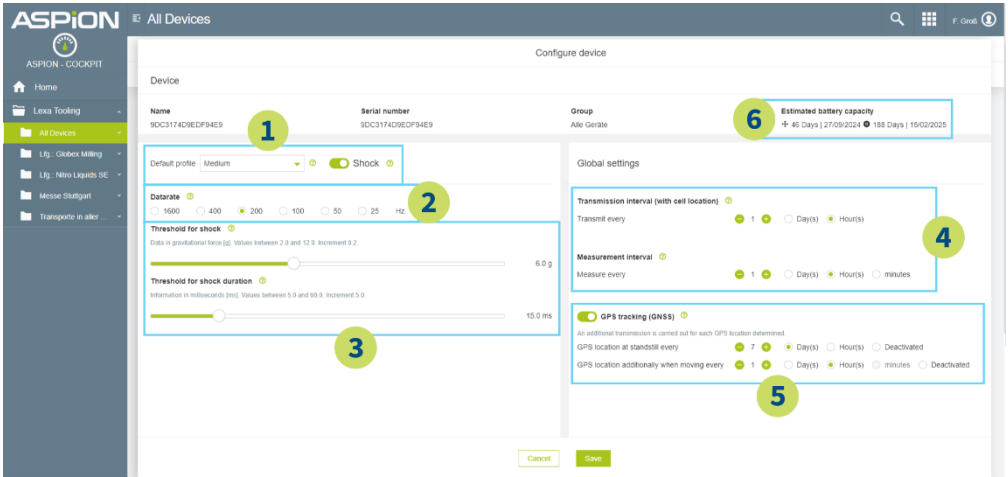 ASPION
All Devices
F. Groß
ASPION - COCKPIT
Home
Lexa Tooling
All Devices
Lfg.: Globex Milling
Lfg.: Nitro Liquids SE
Messe Stuttgart
Transporte in aller ...
Configure device
Device
Name
9DC3174D9EDF94E9
Serial number
9DC3174D9EDF94E9
Group
Alle Geräte
6
Estimated battery capacity
46 Days | 27/09/2024 188 Days | 16/02/2025
1
Default profile Medium Shock
2
Datarate
1600 400 200 100 50 25 Hz
Threshold for shock
Data in gravitational force [g]. Values between 2.0 and 12.0. Increment 0.2.
6.0 g
Threshold for shock duration
Information in milliseconds [ms]. Values between 5.0 and 60.0. Increment 5.0.
15.0 ms
3
Global settings
Transmission interval (with cell location)
Transmit every 1 Day(s) Hour(s)
4
Measurement interval
Measure every 1 Day(s) Hour(s) minutes
GPS tracking (GNSS)
An additional transmission is carried out for each GPS location determined.
GPS location at standstill every 7 Day(s) Hour(s) Deactivated
GPS location additionally when moving every 1 Day(s) Hour(s) minutes Deactivated
5
Cancel
Save